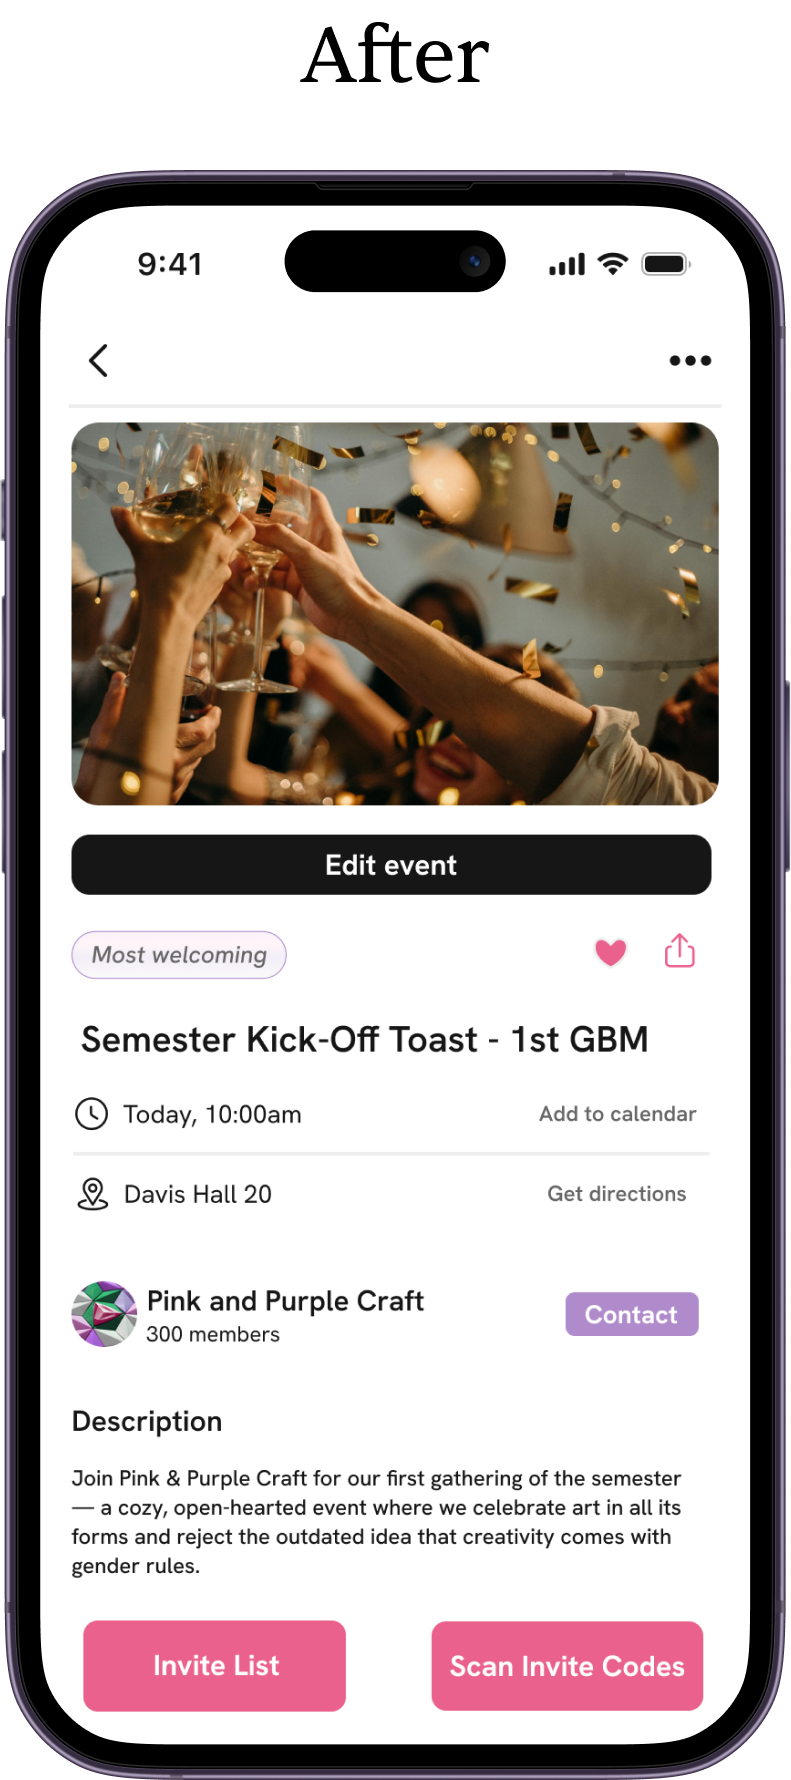 After
9:41
Edit event
Most welcoming
Semester Kick-Off Toast - 1st GBM
Today, 10:00am
Add to calendar
Davis Hall 20
Get directions
Pink and Purple Craft
300 members
Contact
Description
Join Pink & Purple Craft for our first gathering of the semester
— a cozy, open-hearted event where we celebrate art in all its
forms and reject the outdated idea that creativity comes with
gender rules.
Invite List
Scan Invite Codes